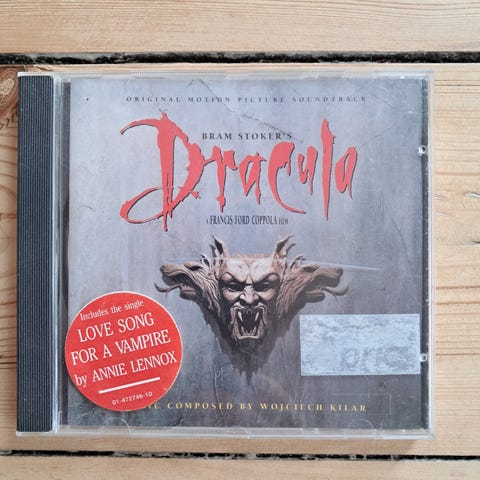 ORIGINAL MOTION PICTURE SOUNDTRACK
BRAM STOKER'S
Dracula
A FRANCIS FORD COPPOLA FILM
Includes the single
LOVE SONG
FOR A VAMPIRE
by ANNIE LENNOX
01-472746-10
COMPOSED BY WOJCIECH KILAR